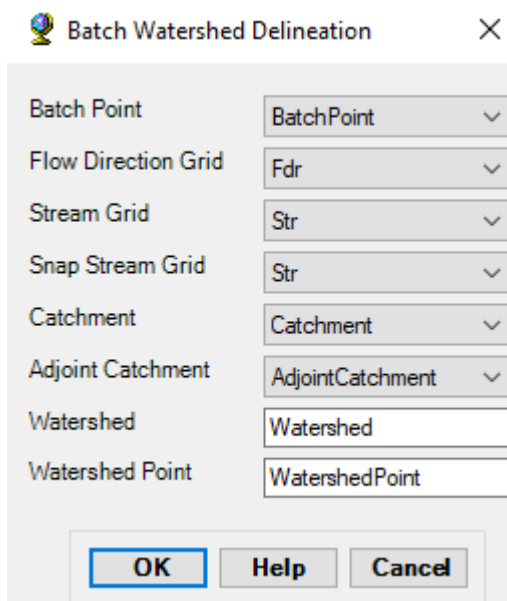 Batch Watershed Delineation
Batch Point BatchPoint
Flow Direction Grid Fdr
Stream Grid Str
Snap Stream Grid Str
Catchment Catchment
Adjoint Catchment AdjointCatchment
Watershed Watershed
Watershed Point WatershedPoint
OK Help Cancel